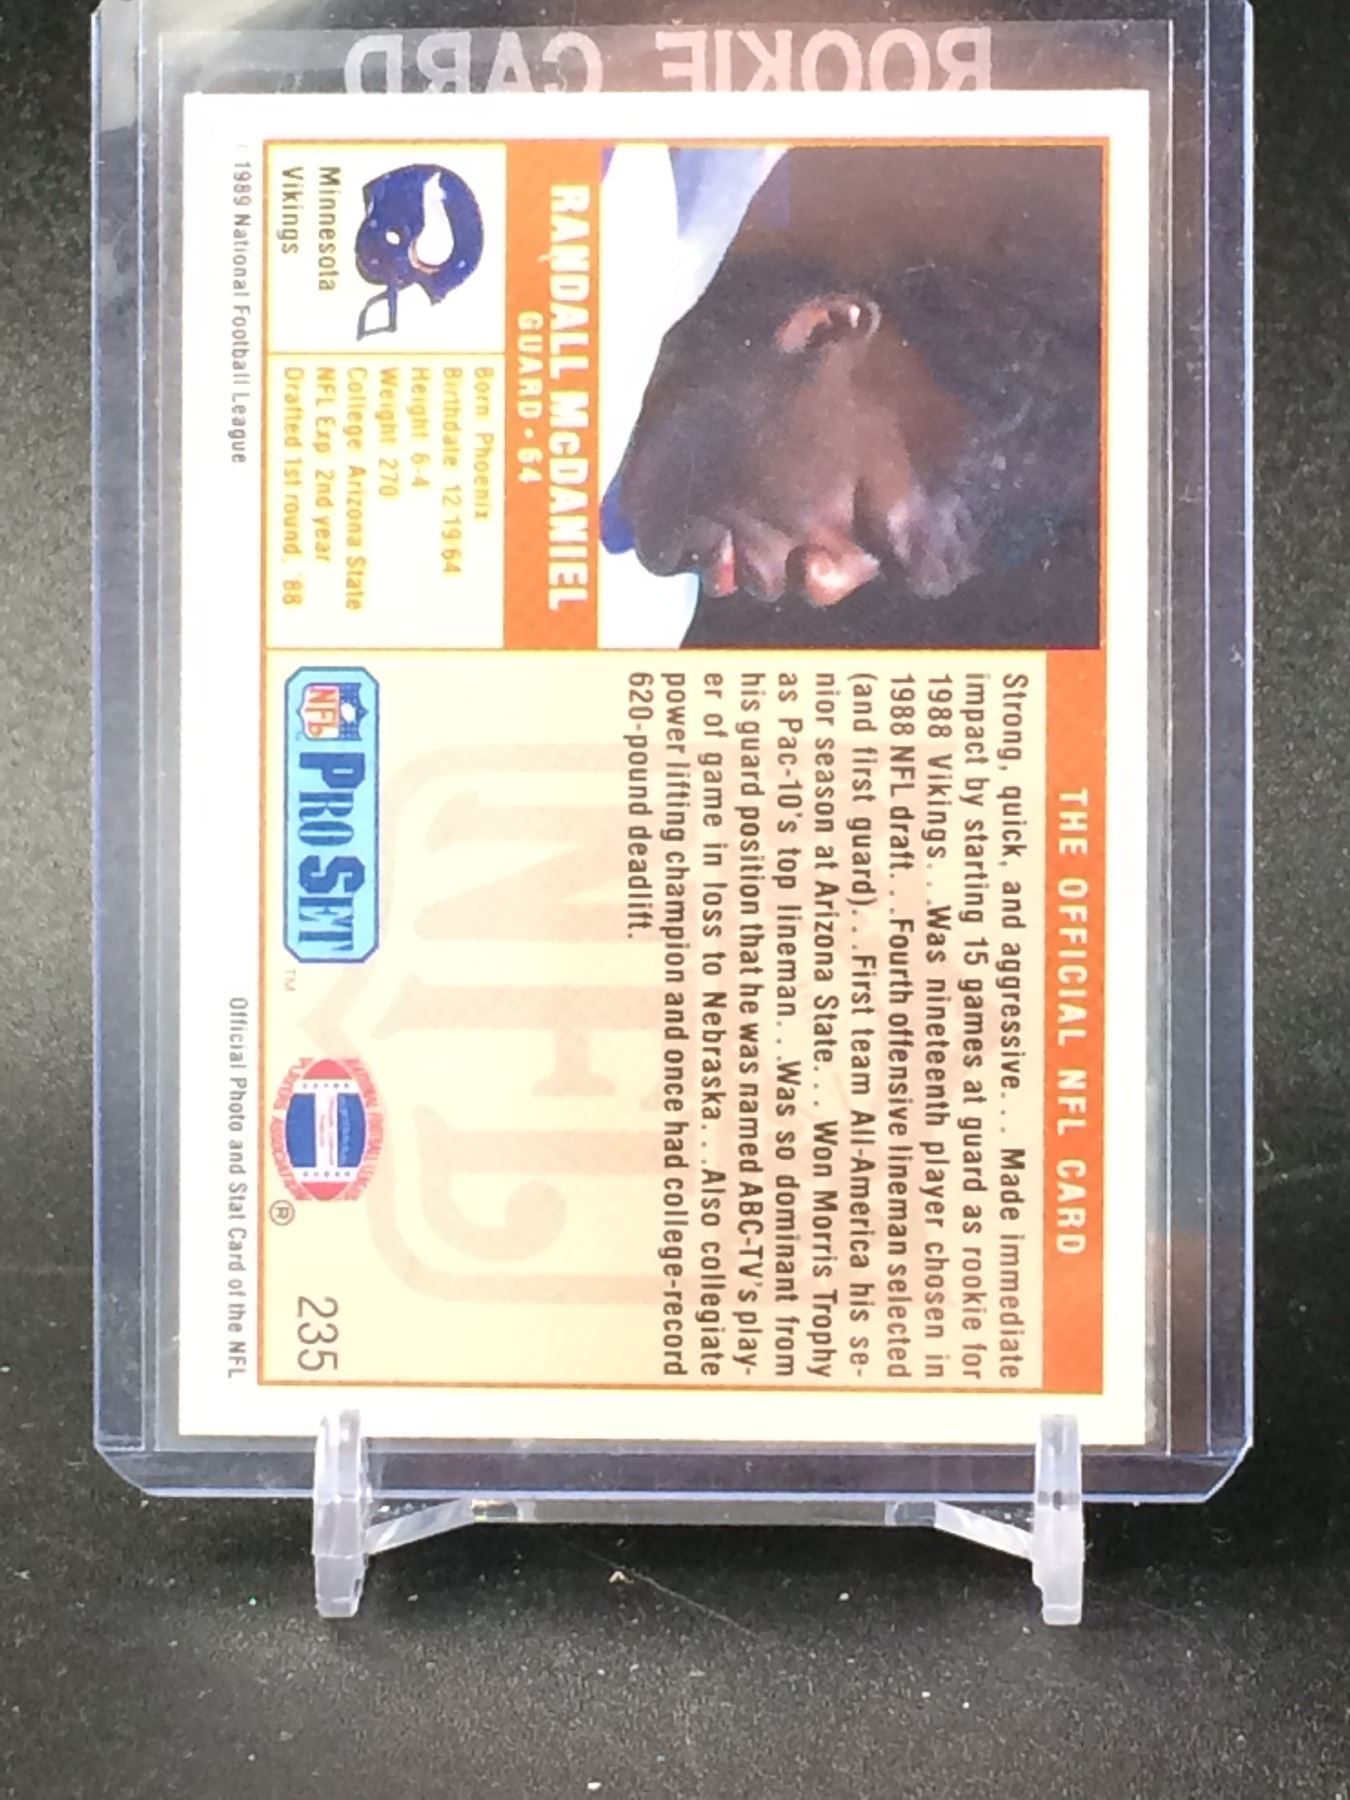 ROOKIE CARD
THE OFFICIAL NFL CARD
RANDALL McDANIEL
GUARD • 64
Minnesota
Vikings
Born Phoenix
Birthdate 12 19 64
Height 6-4
Weight 270
College Arizona State
NFL Exp 2nd year
Drafted 1st round, '88
Strong, quick, and aggressive. . . Made immediate
impact by starting 15 games at guard as rookie for
1988 Vikings. . .Was nineteenth player chosen in
1988 NFL draft. . .Fourth offensive lineman selected
(and first guard). . .First team All-America his se-
nior season at Arizona State. . . Won Morris Trophy
as Pac-10's top lineman. . .Was so dominant from
his guard position that he was named ABC-TV's play-
er of game in loss to Nebraska. . .Also collegiate
power lifting champion and once had college-record
620-pound deadlift.
NFL
NFL
PRO SET
™
®
235
1989 National Football League
Official Photo and Stat Card of the NFL